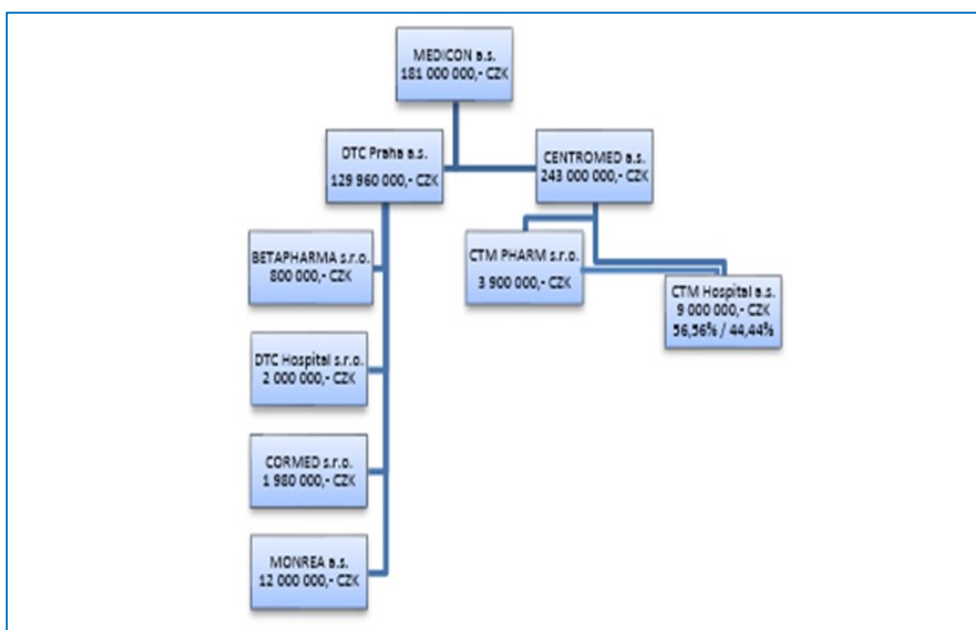 MEDICON a.s.
181 000 000,- CZK
DTC Praha a.s.
129 960 000,- CZK
CENTROMED a.s.
243 000 000,- CZK
BETAPHARMA s.r.o.
800 000,- CZK
CTM PHARM s.r.o.
3 900 000,- CZK
CTM Hospital a.s.
9 000 000,- CZK
56,56% / 44,44%
DTC Hospital s.r.o.
2 000 000,- CZK
CORMED s.r.o.
1 980 000,- CZK
MONREA a.s.
12 000 000,- CZK